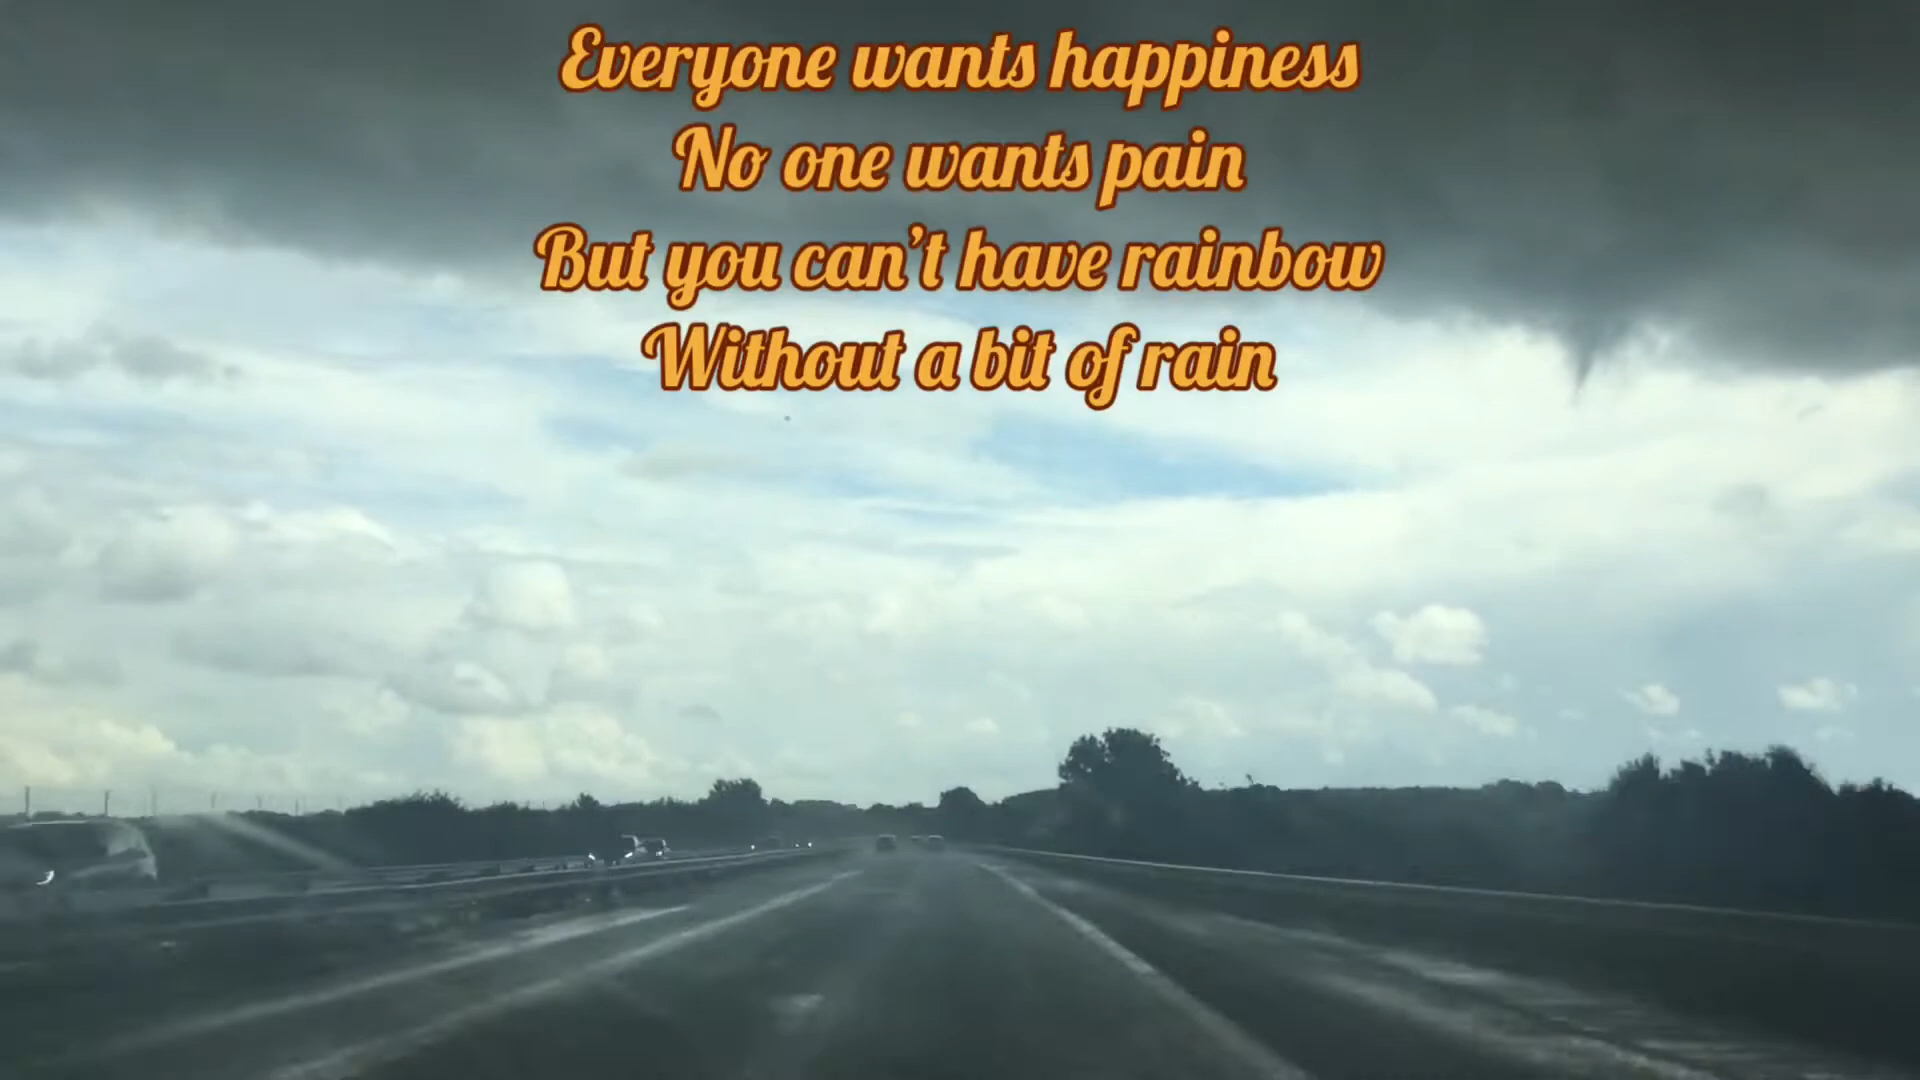 Everyone wants happiness
No one wants pain
But you can't have rainbow
Without a bit of rain